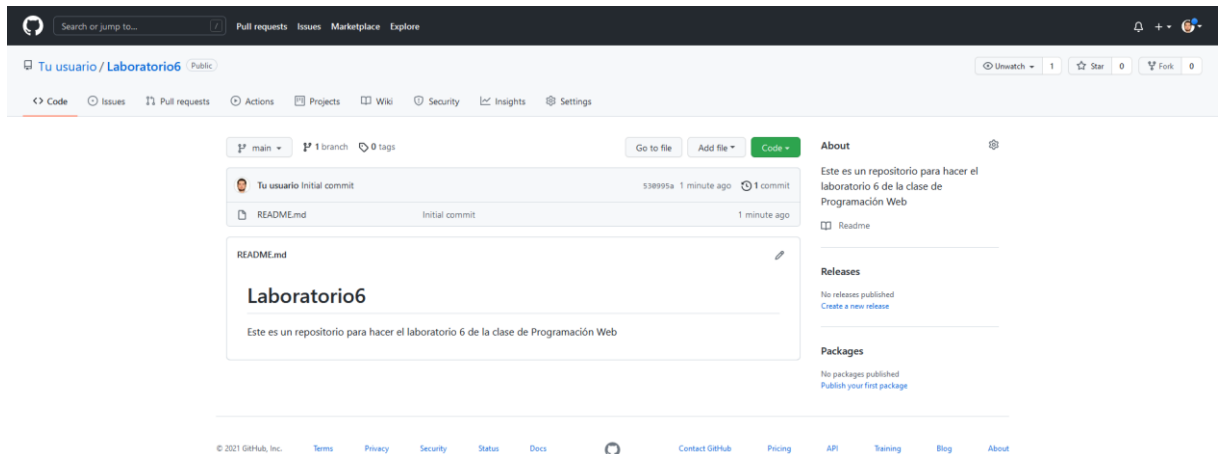 Search or jump to... / Pull requests Issues Marketplace Explore
Tu usuario / Laboratorio6 Public Unwatch 1 Star 0 Fork 0
Code Issues Pull requests Actions Projects Wiki Security Insights Settings
main 1 branch 0 tags Go to file Add file Code
Tu usuario Initial commit 530995a 1 minute ago 1 commit
README.md Initial commit 1 minute ago
README.md
Laboratorio6
Este es un repositorio para hacer el laboratorio 6 de la clase de Programación Web
About
Este es un repositorio para hacer el
laboratorio 6 de la clase de
Programación Web
Readme
Releases
No releases published
Create a new release
Packages
No packages published
Publish your first package
© 2021 GitHub, Inc. Terms Privacy Security Status Docs Contact GitHub Pricing API Training Blog About